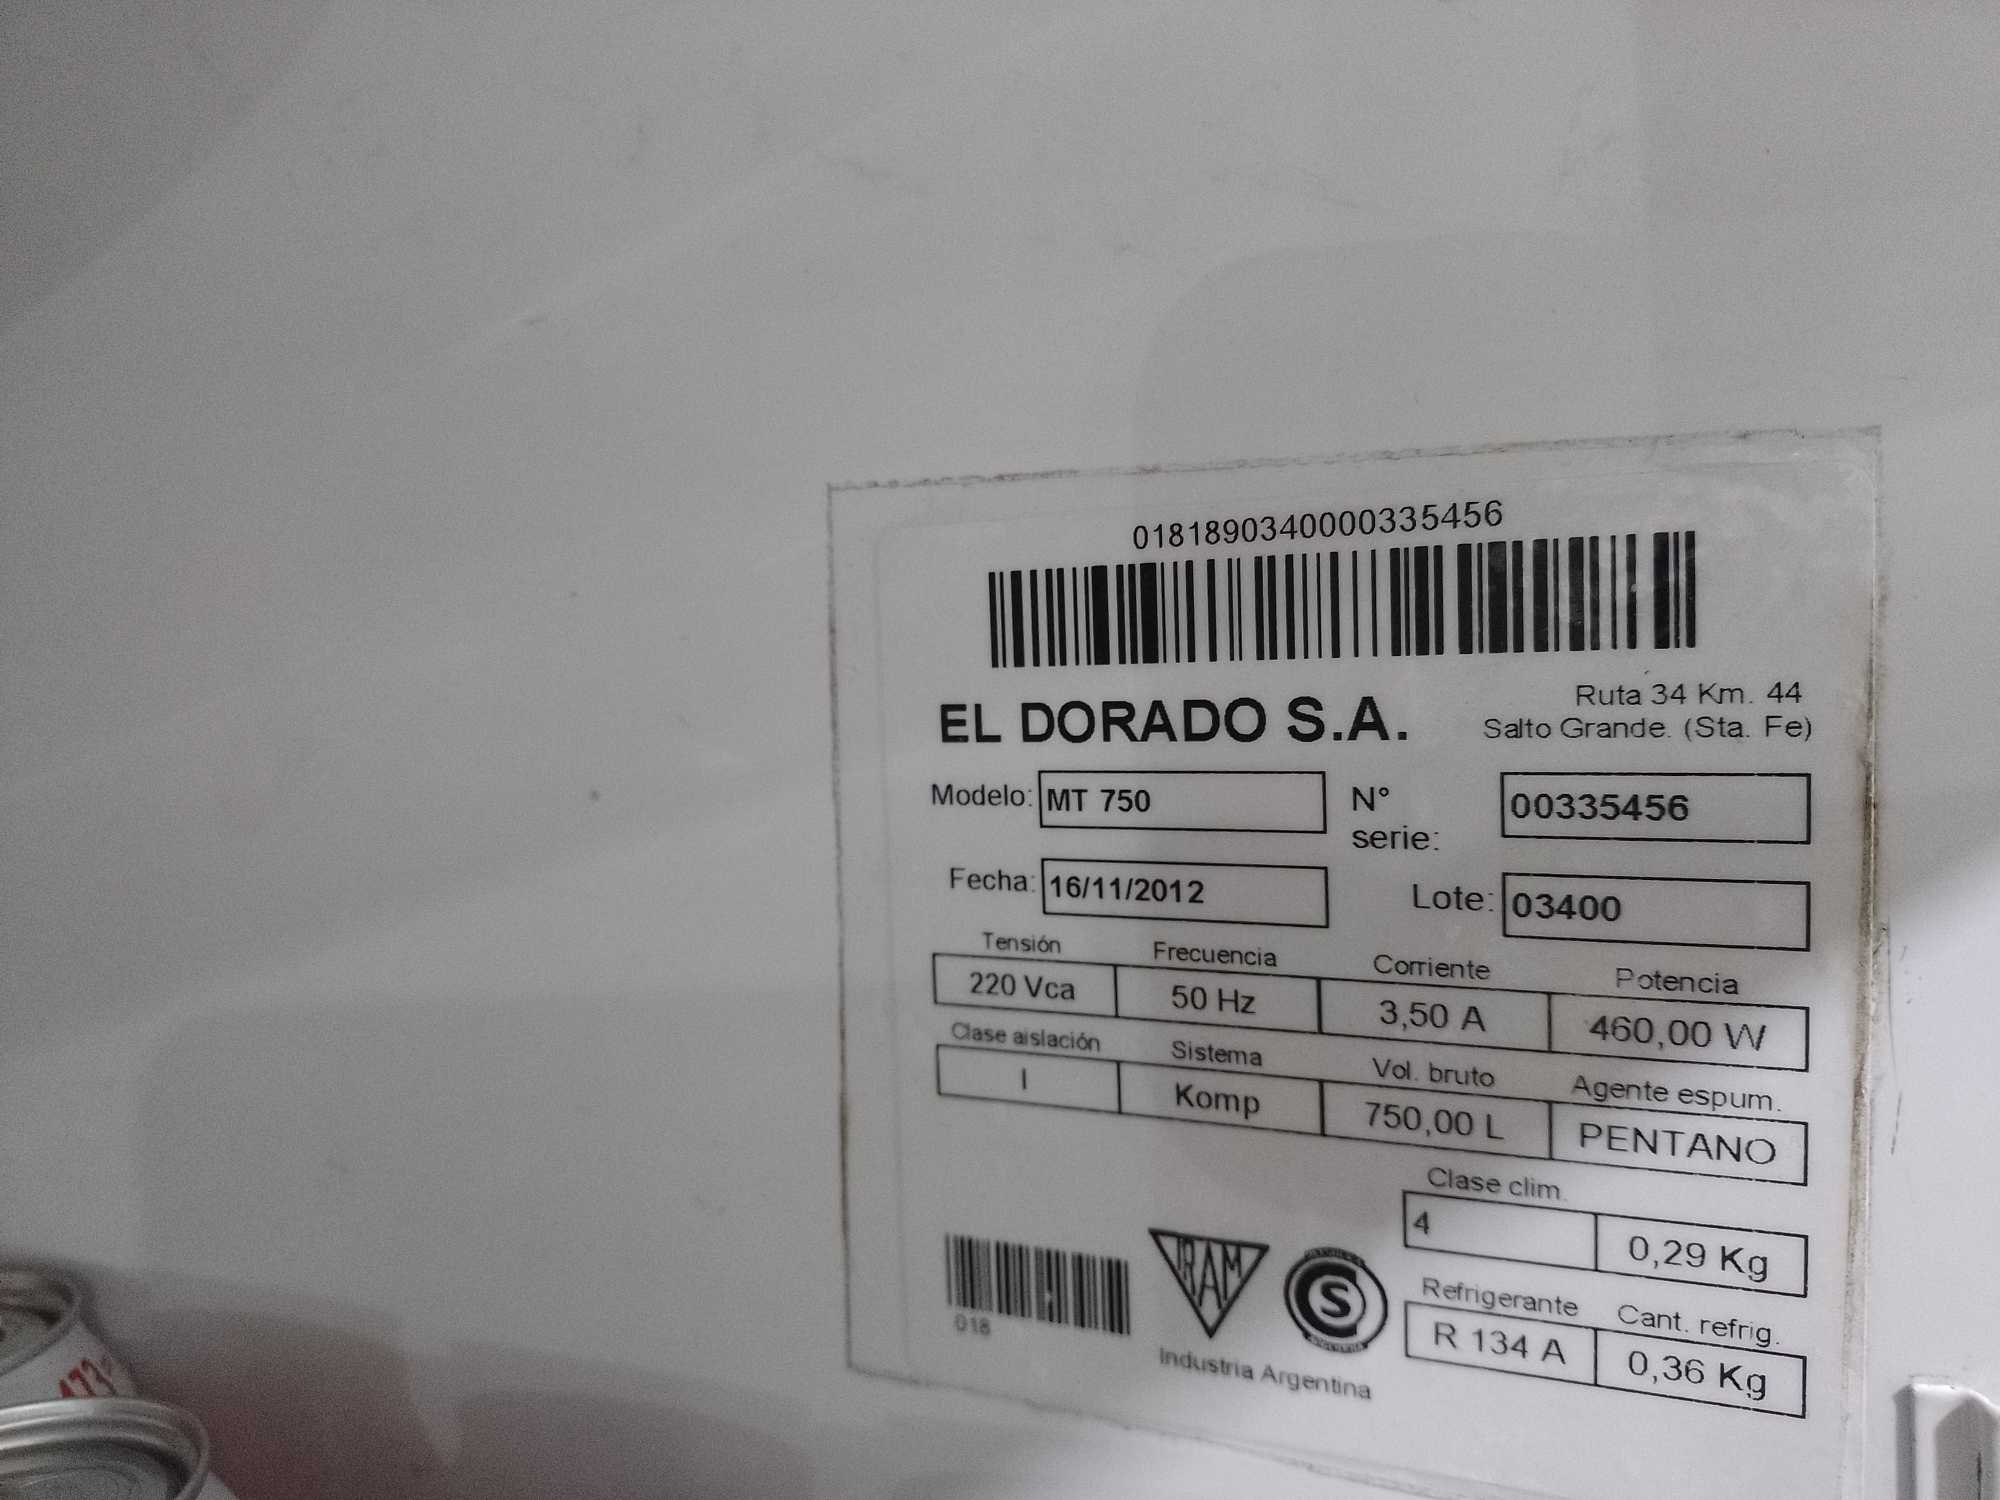 018189034000033​5456
EL DORADO S.A.
Ruta 34 Km. 44
Salto Grande. (Sta. Fe)
Modelo: MT 750
N° serie: 00335456
Fecha: 16/11/2012
Lote: 03400
Tensión Frecuencia Corriente Potencia
220 Vca 50 Hz 3,50 A 460,00 W
Clase aislación Sistema Vol. bruto Agente espum.
I Komp 750,00 L PENTANO
Clase clim.
4 0,29 Kg
Refrigerante Cant. refrig.
R 134 A 0,36 Kg
018
IRAM
S
Industria Argentina
473